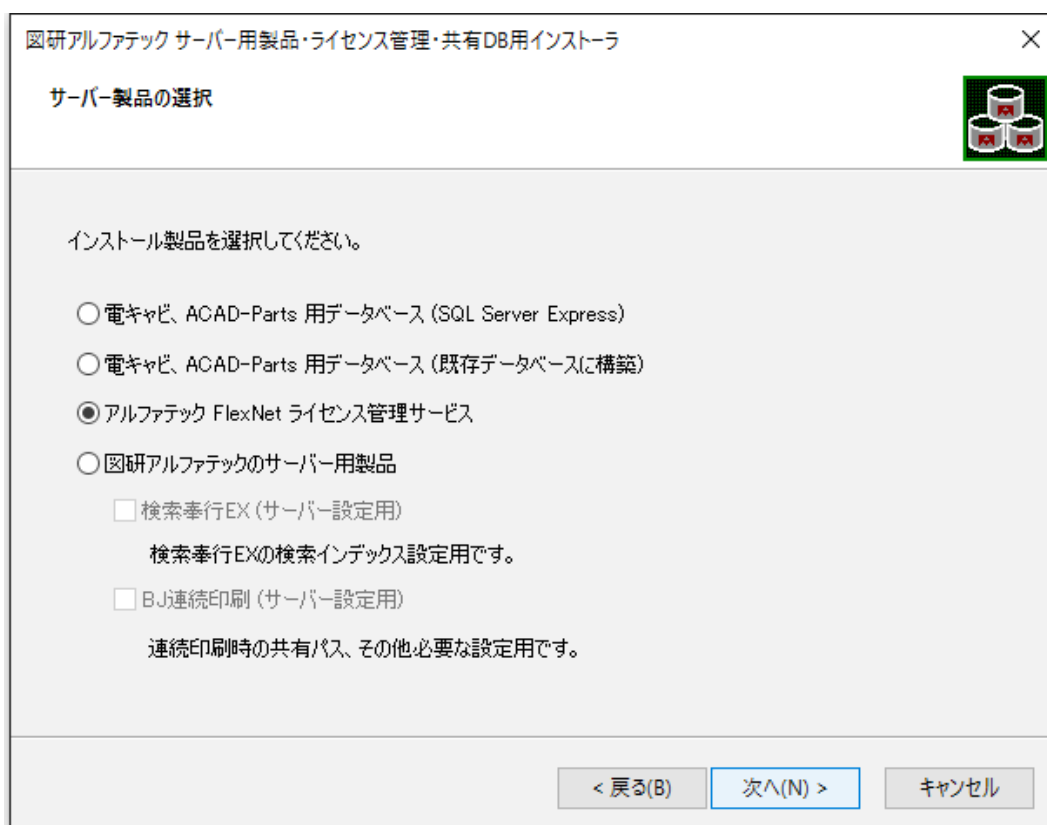 図研アルファテック サーバー用製品・ライセンス管理・共有DB用インストーラ
サーバー製品の選択
インストール製品を選択してください。
電キャビ、ACAD-Parts 用データベース (SQL Server Express)
電キャビ、ACAD-Parts 用データベース (既存データベースに構築)
アルファテック FlexNet ライセンス管理サービス
図研アルファテックのサーバー用製品
検索奉行EX (サーバー設定用)
検索奉行EXの検索インデックス設定用です。
BJ連続印刷 (サーバー設定用)
連続印刷時の共有パス、その他必要な設定用です。
< 戻る(B)
次へ(N) >
キャンセル